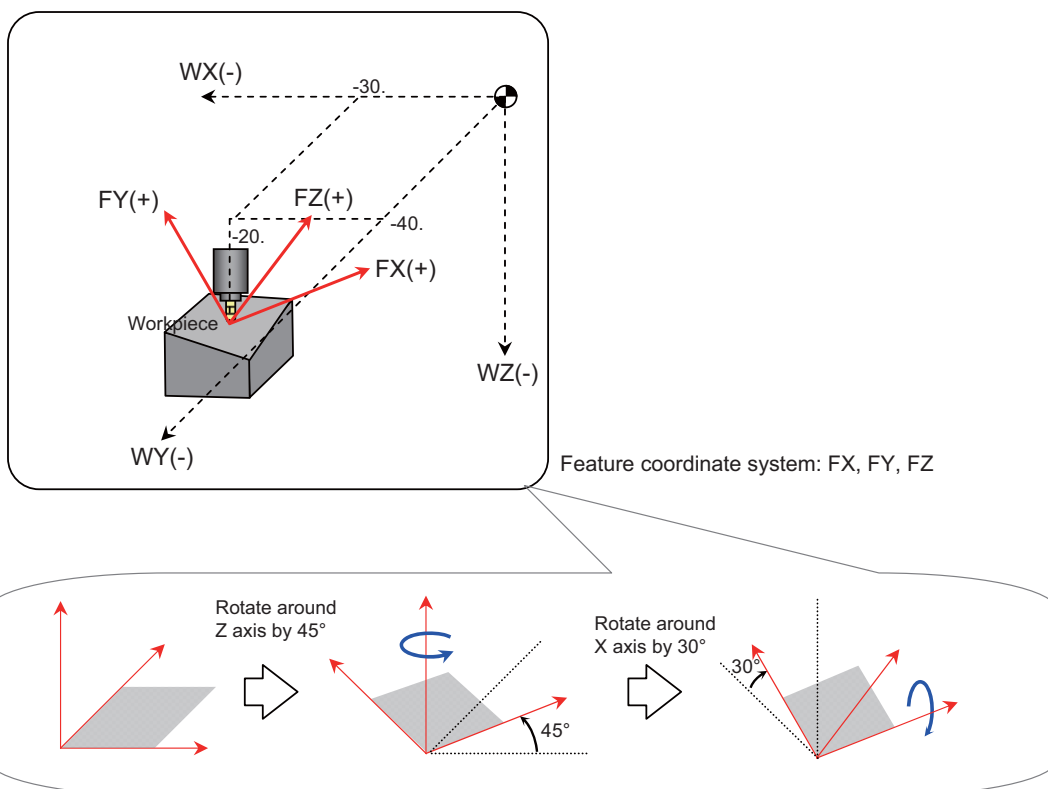 WX(-)
-30.
FY(+)
FZ(+)
-40.
-20.
FX(+)
Workpiece
WZ(-)
WY(-)
Feature coordinate system: FX, FY, FZ
Rotate around
Z axis by 45°
45°
Rotate around
X axis by 30°
30°